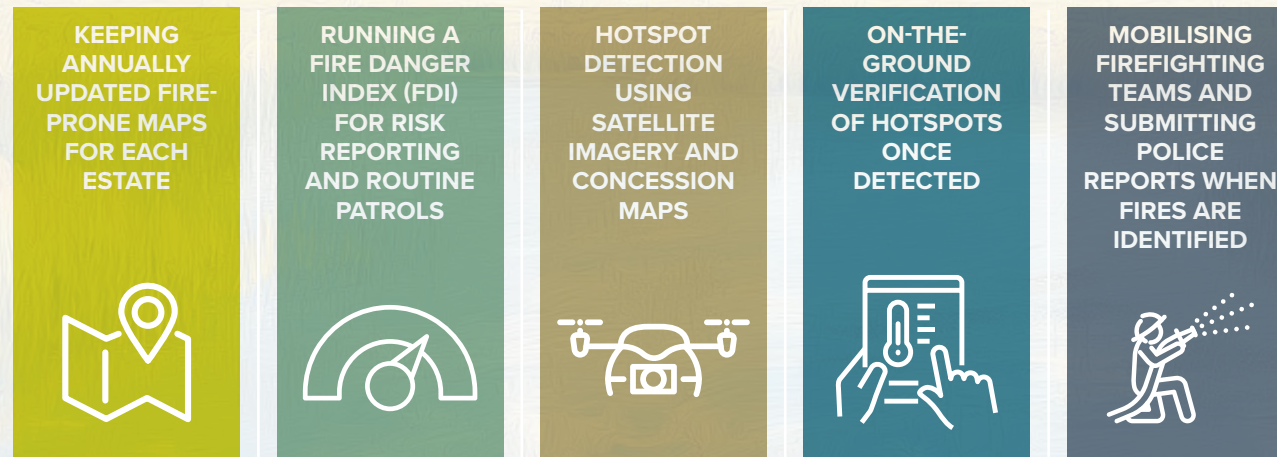 KEEPING
ANNUALLY
UPDATED FIRE-
PRONE MAPS
FOR EACH
ESTATE
RUNNING A
FIRE DANGER
INDEX (FDI)
FOR RISK
REPORTING
AND ROUTINE
PATROLS
HOTSPOT
DETECTION
USING
SATELLITE
IMAGERY AND
CONCESSION
MAPS
ON-THE-
GROUND
VERIFICATION
OF HOTSPOTS
ONCE
DETECTED
MOBILISING
FIREFIGHTING
TEAMS AND
SUBMITTING
POLICE
REPORTS WHEN
FIRES ARE
IDENTIFIED